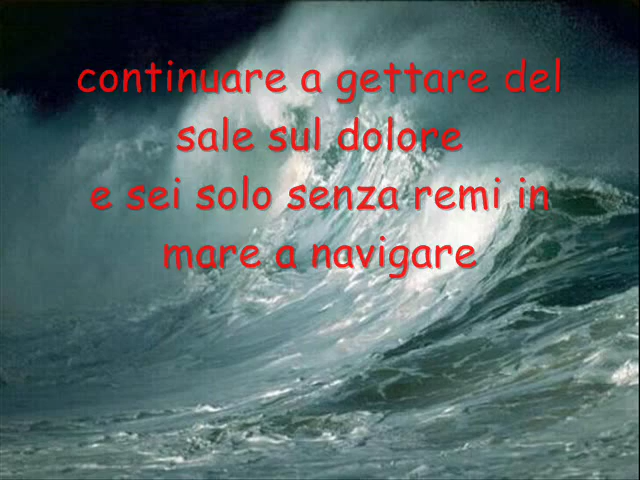 continuare a gettare del
sale sul dolore
e sei solo senza remi in
mare a navigare